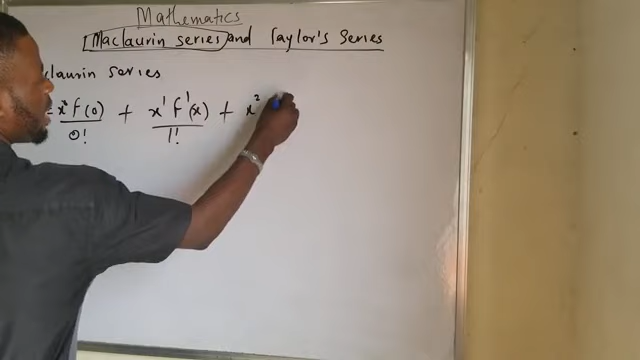 Mathematics
Maclaurin series and Taylor's Series
laurin series
= x⁰f(0)/0! + x¹f¹(x)/1! + x²